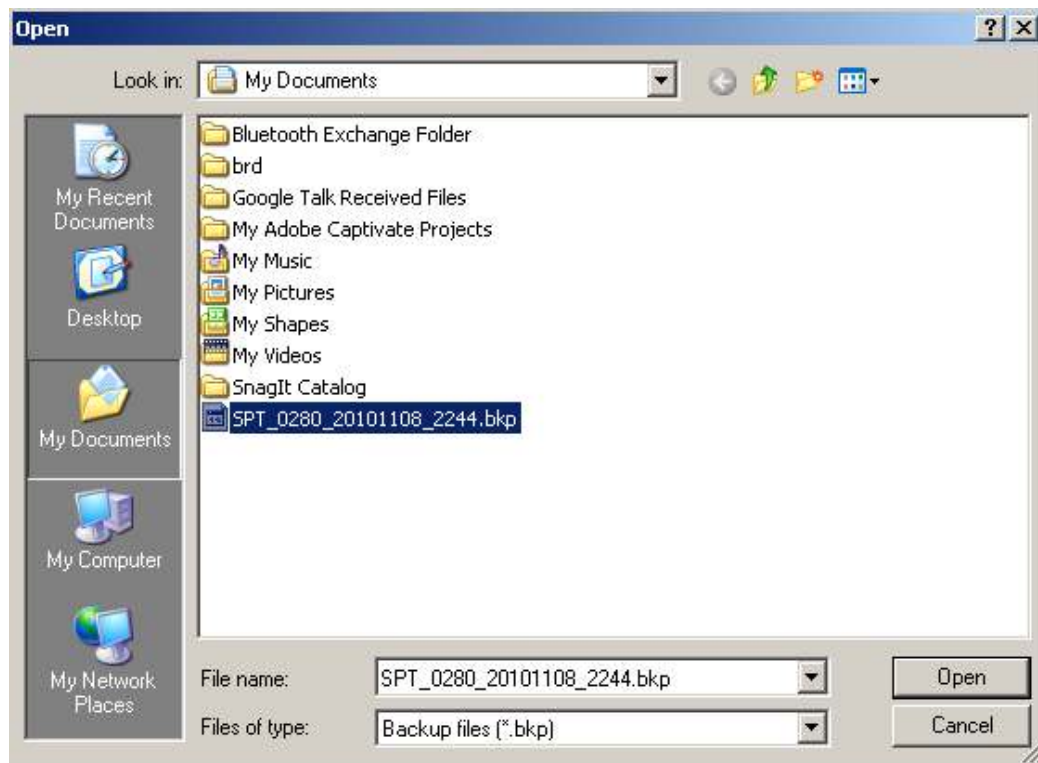 Open
Look in: My Documents
My Recent
Documents
Desktop
My Documents
My Computer
My Network
Places
Bluetooth Exchange Folder
brd
Google Talk Received Files
My Adobe Captivate Projects
My Music
My Pictures
My Shapes
My Videos
SnagIt Catalog
SPT_0280_20101108_2244.bkp
File name: SPT_0280_20101108_2244.bkp Open
Files of type: Backup files (*.bkp) Cancel